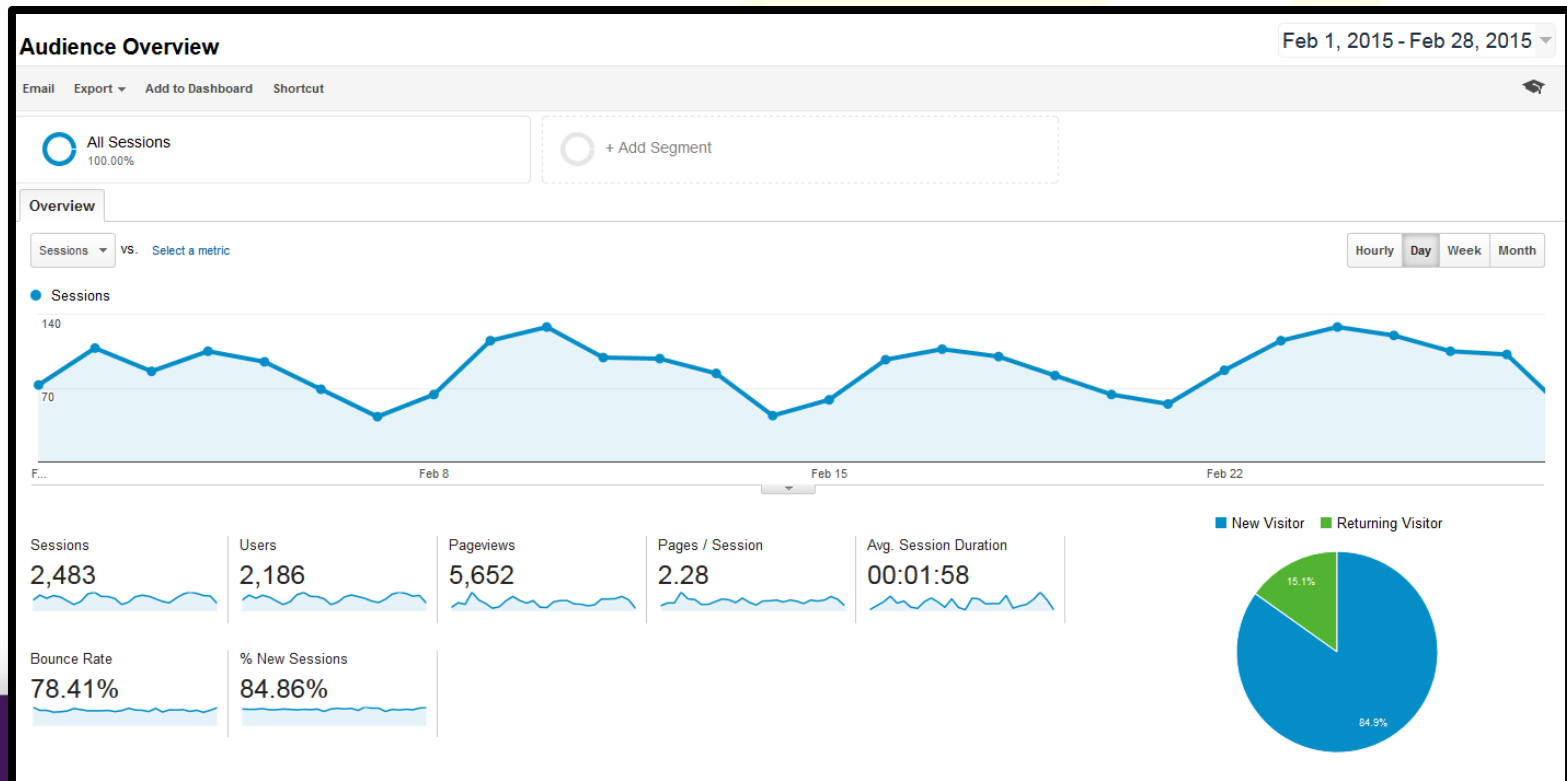 Audience Overview
Feb 1, 2015 - Feb 28, 2015
Email Export Add to Dashboard Shortcut
All Sessions
100.00%
+ Add Segment
Overview
Sessions VS. Select a metric
Hourly Day Week Month
Sessions
140
70
F... Feb 8 Feb 15 Feb 22
New Visitor Returning Visitor
Sessions Users Pageviews Pages / Session Avg. Session Duration
2,483 2,186 5,652 2.28 00:01:58
15.1%
Bounce Rate % New Sessions
78.41% 84.86%
84.9%